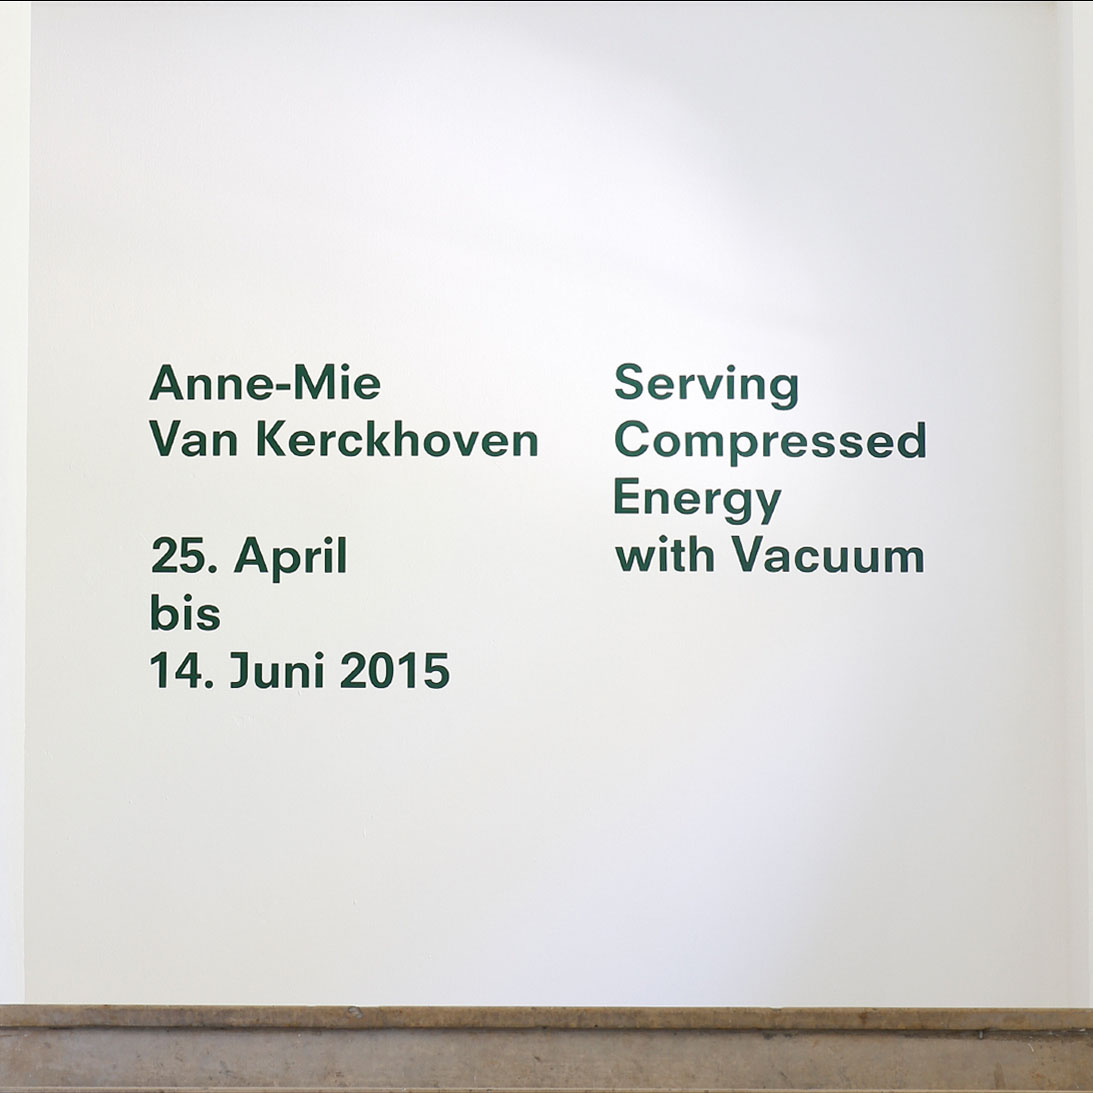 Anne-Mie
Van Kerckhoven
25. April
bis
14. Juni 2015
Serving
Compressed
Energy
with Vacuum